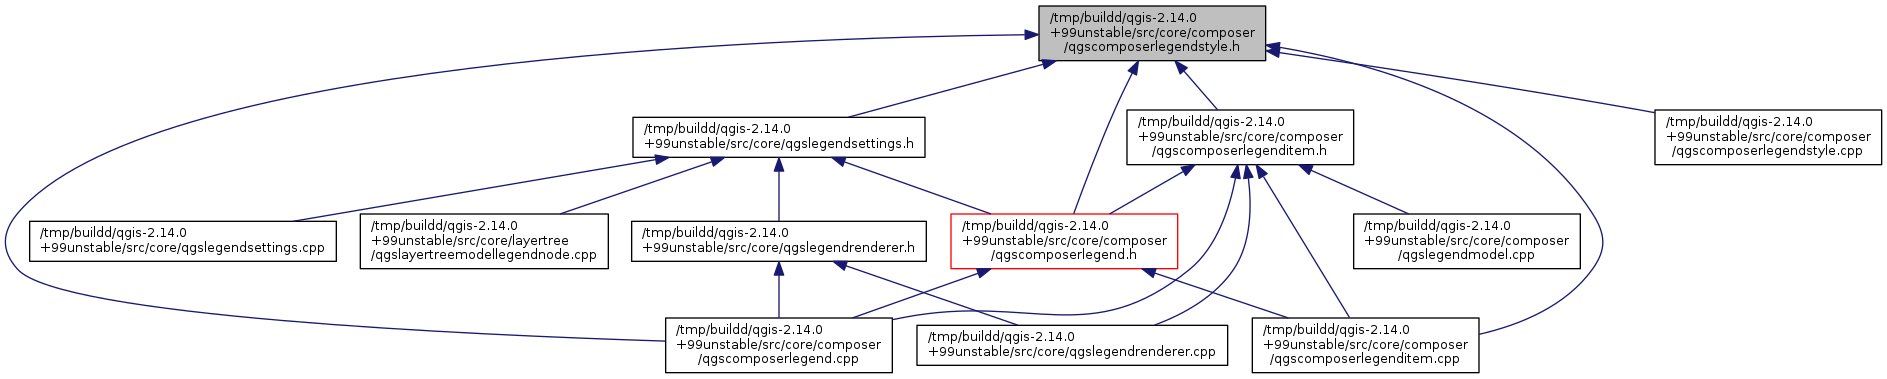 /tmp/buildd/qgis-2.14.0
+99unstable/src/core/composer
/qgscomposerlegendstyle.h
/tmp/buildd/qgis-2.14.0
+99unstable/src/core/qgslegendsettings.h
/tmp/buildd/qgis-2.14.0
+99unstable/src/core/composer
/qgscomposerlegenditem.h
/tmp/buildd/qgis-2.14.0
+99unstable/src/core/composer
/qgscomposerlegendstyle.cpp
/tmp/buildd/qgis-2.14.0
+99unstable/src/core/qgslegendsettings.cpp
/tmp/buildd/qgis-2.14.0
+99unstable/src/core/layertree
/qgslayertreemodellegendnode.cpp
/tmp/buildd/qgis-2.14.0
+99unstable/src/core/qgslegendrenderer.h
/tmp/buildd/qgis-2.14.0
+99unstable/src/core/composer
/qgscomposerlegend.h
/tmp/buildd/qgis-2.14.0
+99unstable/src/core/composer
/qgslegendmodel.cpp
/tmp/buildd/qgis-2.14.0
+99unstable/src/core/composer
/qgscomposerlegend.cpp
/tmp/buildd/qgis-2.14.0
+99unstable/src/core/qgslegendrenderer.cpp
/tmp/buildd/qgis-2.14.0
+99unstable/src/core/composer
/qgscomposerlegenditem.cpp